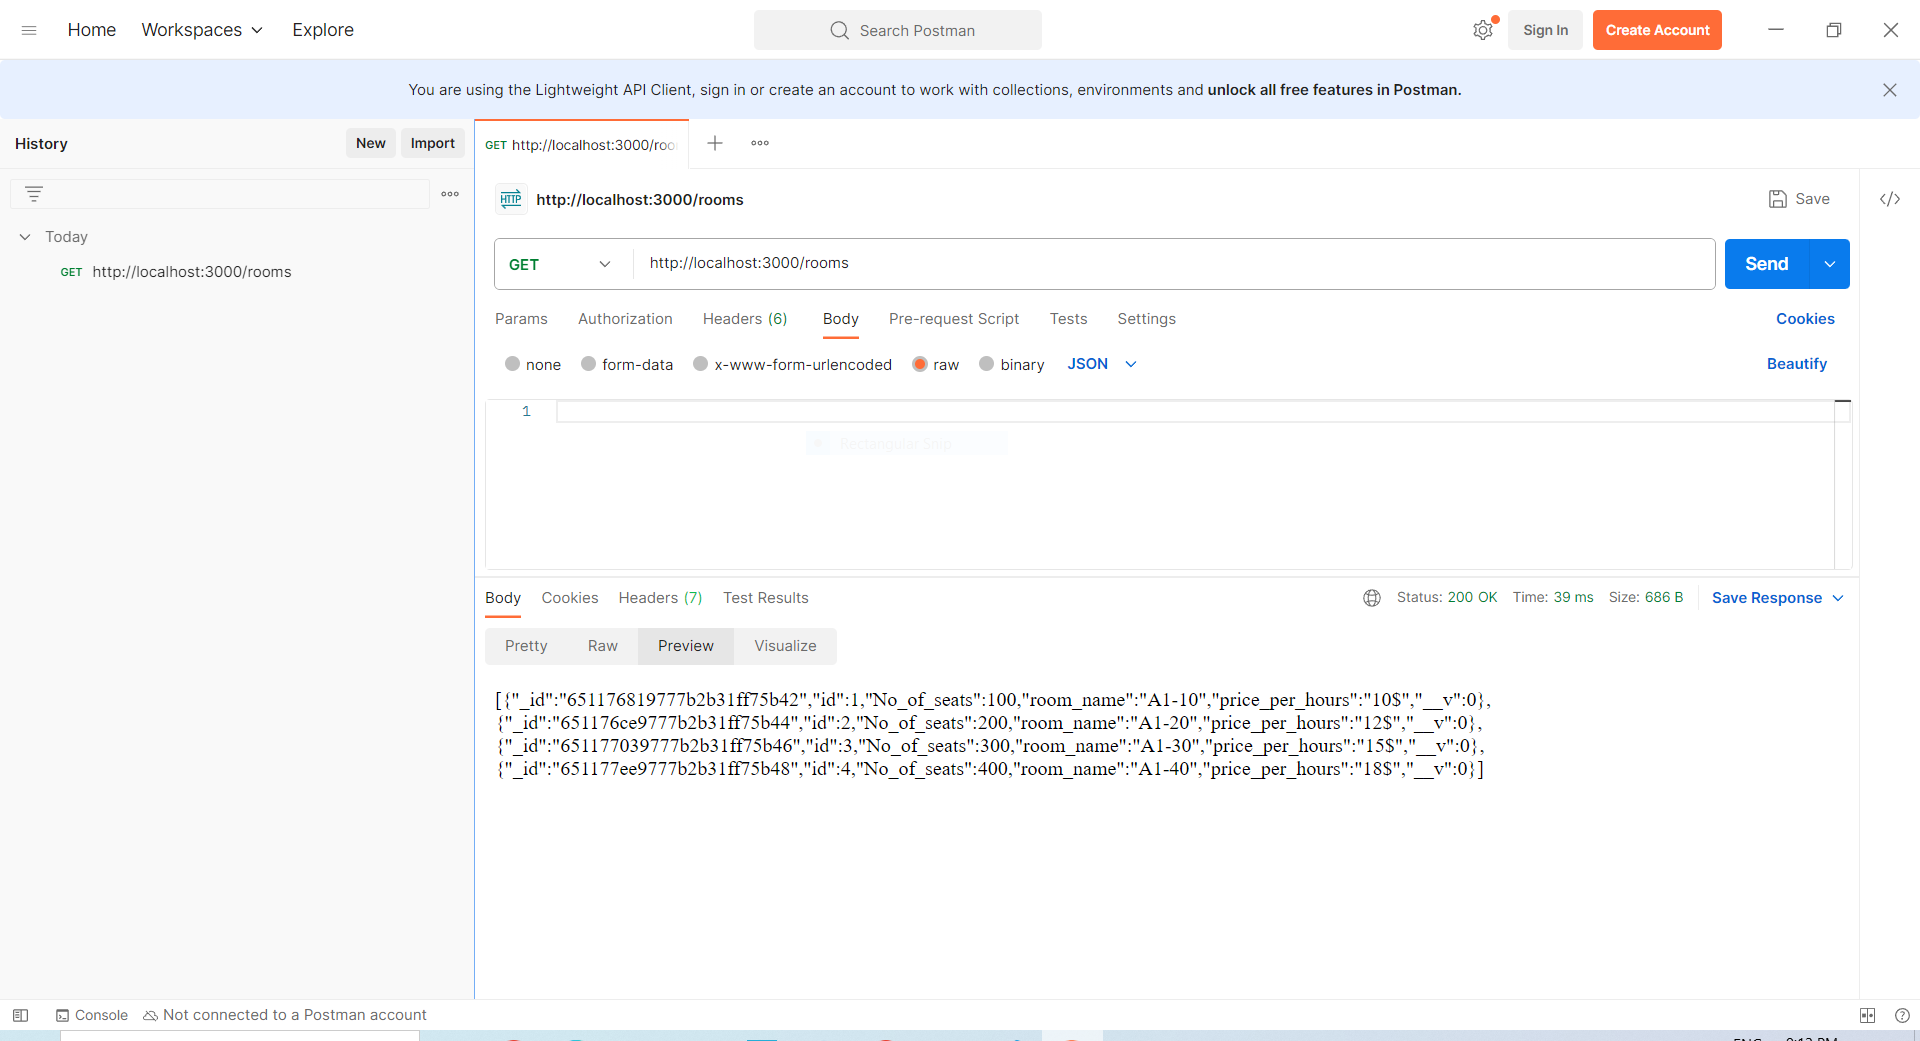 Home Workspaces Explore Search Postman Sign In Create Account
You are using the Lightweight API Client, sign in or create an account to work with collections, environments and unlock all free features in Postman.
History New Import
GET http://localhost:3000/roo
HTTP http://localhost:3000/rooms Save </>
Today
GET http://localhost:3000/rooms
GET http://localhost:3000/rooms Send
Params Authorization Headers (6) Body Pre-request Script Tests Settings Cookies
none form-data x-www-form-urlencoded raw binary JSON Beautify
1
Rectangular Snip
Body Cookies Headers (7) Test Results Status: 200 OK Time: 39 ms Size: 686 B Save Response
Pretty Raw Preview Visualize
[{"_id":"651176819777b2b31ff75b42","id":1,"No_of_seats":100,"room_name":"A1-10","price_per_hours":"10$","__v":0},
{"_id":"651176ce9777b2b31ff75b44","id":2,"No_of_seats":200,"room_name":"A1-20","price_per_hours":"12$","__v":0},
{"_id":"651177039777b2b31ff75b46","id":3,"No_of_seats":300,"room_name":"A1-30","price_per_hours":"15$","__v":0},
{"_id":"651177ee9777b2b31ff75b48","id":4,"No_of_seats":400,"room_name":"A1-40","price_per_hours":"18$","__v":0}]
Console Not connected to a Postman account